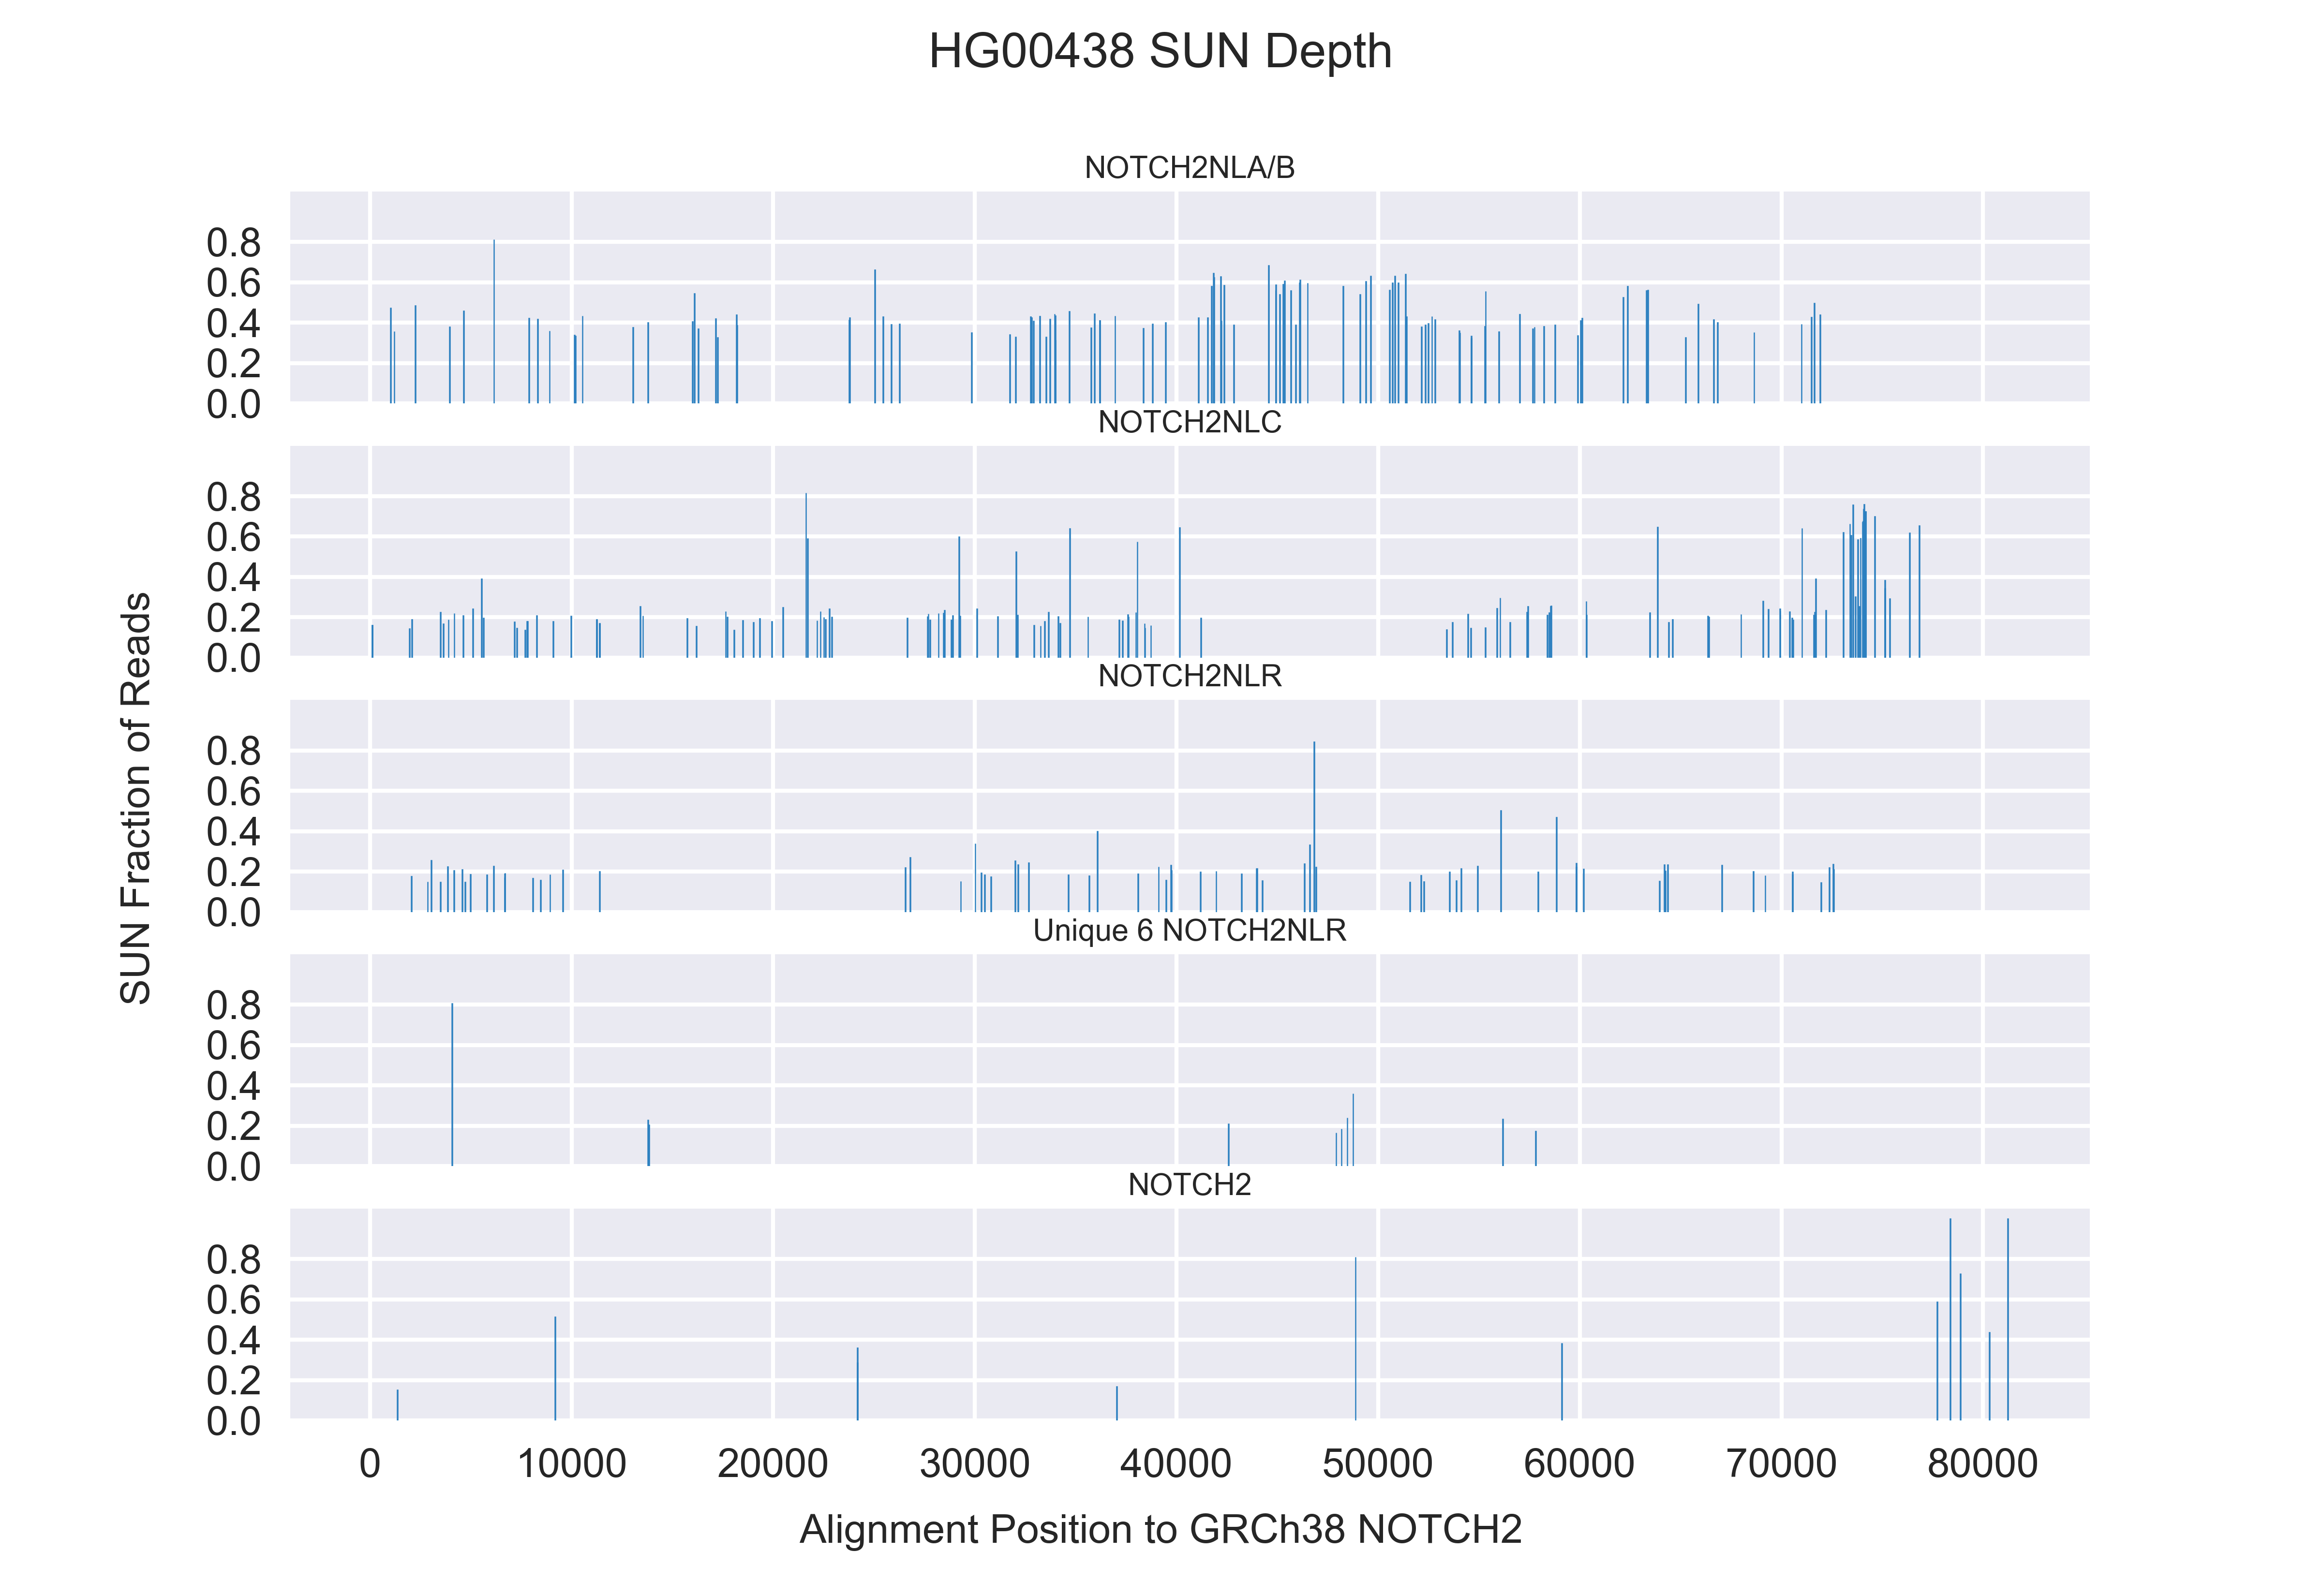 HG00438 SUN Depth
NOTCH2NLA/B
0.8
0.6
0.4
0.2
0.0
NOTCH2NLC
0.8
0.6
0.4
0.2
0.0
NOTCH2NLR
0.8
0.6
0.4
0.2
0.0
Unique 6 NOTCH2NLR
0.8
0.6
0.4
0.2
0.0
NOTCH2
0.8
0.6
0.4
0.2
0.0
SUN Fraction of Reads
0 10000 20000 30000 40000 50000 60000 70000 80000
Alignment Position to GRCh38 NOTCH2